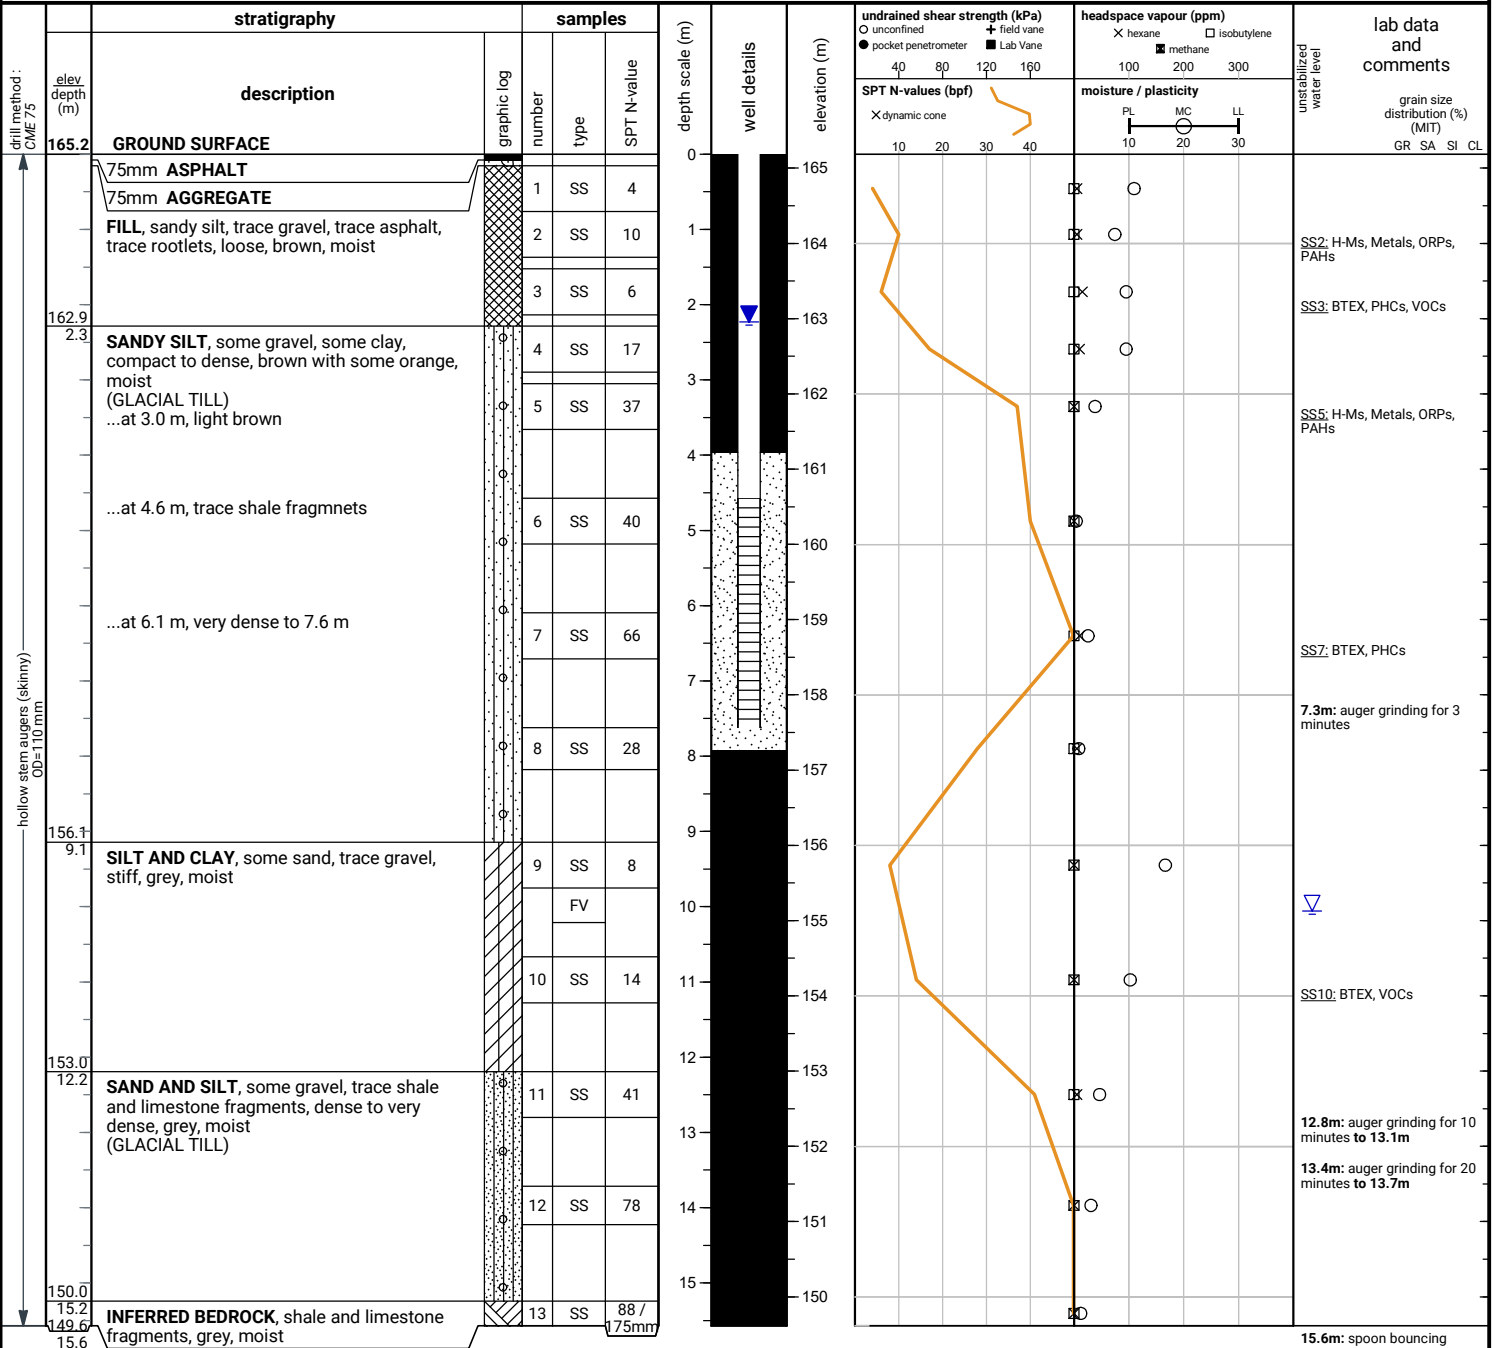 stratigraphy
samples
drill method :
CME 75
elev
depth
(m)
description
graphic log
number
type
SPT N-value
depth scale (m)
well details
elevation (m)
undrained shear strength (kPa)
unconfined
field vane
pocket penetrometer
Lab Vane
40 80 120 160
SPT N-values (bpf)
dynamic cone
10 20 30 40
headspace vapour (ppm)
hexane
isobutylene
methane
100 200 300
moisture / plasticity
PL MC LL
10 20 30
unstabilized
water level
lab data
and
comments
grain size
distribution (%)
(MIT)
GR SA SI CL
165.2 GROUND SURFACE
75mm ASPHALT
75mm AGGREGATE
FILL, sandy silt, trace gravel, trace asphalt,
trace rootlets, loose, brown, moist
162.9
2.3
SANDY SILT, some gravel, some clay,
compact to dense, brown with some orange,
moist
(GLACIAL TILL)
...at 3.0 m, light brown
...at 4.6 m, trace shale fragmnets
...at 6.1 m, very dense to 7.6 m
156.1
9.1
SILT AND CLAY, some sand, trace gravel,
stiff, grey, moist
153.0
12.2
SAND AND SILT, some gravel, trace shale
and limestone fragments, dense to very
dense, grey, moist
(GLACIAL TILL)
150.0
15.2
INFERRED BEDROCK, shale and limestone
fragments, grey, moist
149.6
15.6
hollow stem augers (skinny)
OD=110 mm
1 SS 4
2 SS 10
3 SS 6
4 SS 17
5 SS 37
6 SS 40
7 SS 66
8 SS 28
9 SS 8
FV
10 SS 14
11 SS 41
12 SS 78
13 SS 88 /
175mm
0
1
2
3
4
5
6
7
8
9
10
11
12
13
14
15
165
164
163
162
161
160
159
158
157
156
155
154
153
152
151
150
SS2: H-Ms, Metals, ORPs,
PAHs
SS3: BTEX, PHCs, VOCs
SS5: H-Ms, Metals, ORPs,
PAHs
SS7: BTEX, PHCs
7.3m: auger grinding for 3
minutes
SS10: BTEX, VOCs
12.8m: auger grinding for 10
minutes to 13.1m
13.4m: auger grinding for 20
minutes to 13.7m
15.6m: spoon bouncing